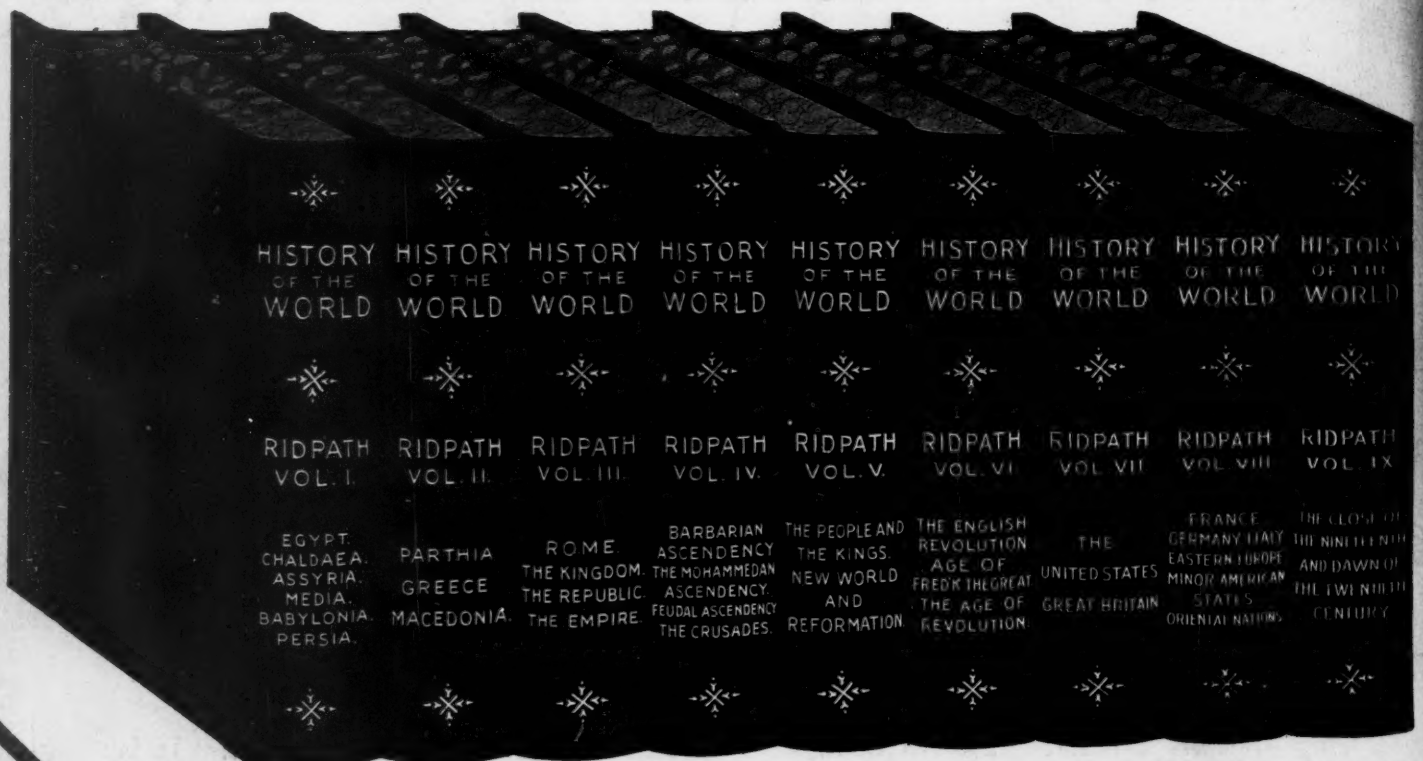 HISTORY
OF THE
WORLD
RIDPATH
VOL. I.
EGYPT.
CHALDAEA.
ASSYRIA.
MEDIA.
BABYLONIA.
PERSIA.
HISTORY
OF THE
WORLD
RIDPATH
VOL. II.
PARTHIA
GREECE
MACEDONIA.
HISTORY
OF THE
WORLD
RIDPATH
VOL. III.
ROME.
THE KINGDOM.
THE REPUBLIC.
THE EMPIRE.
HISTORY
OF THE
WORLD
RIDPATH
VOL. IV.
BARBARIAN
ASCENDENCY
THE MOHAMMEDAN
ASCENDENCY.
FEUDAL ASCENDENCY
THE CRUSADES.
HISTORY
OF THE
WORLD
RIDPATH
VOL. V.
THE PEOPLE AND
THE KINGS.
NEW WORLD
AND
REFORMATION
HISTORY
OF THE
WORLD
RIDPATH
VOL. VI
THE ENGLISH
REVOLUTION
AGE OF
FRED'K THE GREAT
THE AGE OF
REVOLUTION.
HISTORY
OF THE
WORLD
RIDPATH
VOL. VII
THE
UNITED STATES
GREAT BRITAIN
HISTORY
OF THE
WORLD
RIDPATH
VOL. VIII
FRANCE
GERMANY ITALY
EASTERN EUROPE
MINOR AMERICAN
STATES
ORIENTAL NATIONS
HISTORY
OF THE
WORLD
RIDPATH
VOL. IX
THE CLOSE OF
THE NINETEENTH
AND DAWN OF
THE TWENTIETH
CENTURY